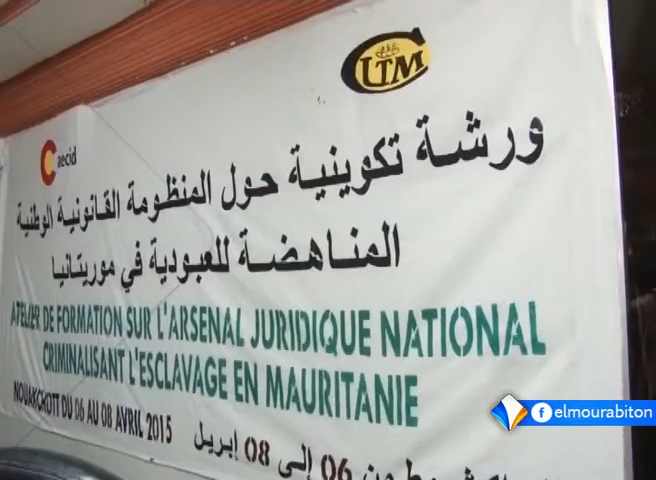 UTM
aecid
ورشة تكوينية حول المنظومة القانونية الوطنية
المناهضة للعبودية في موريتانيا
ATELIER DE FORMATION SUR L'ARSENAL JURIDIQUE NATIONAL
CRIMINALISANT L'ESCLAVAGE EN MAURITANIE
NOUAKCHOTT DU 06 AU 08 AVRIL 2015
من 06 إلى 08 إبريل
elmourabiton